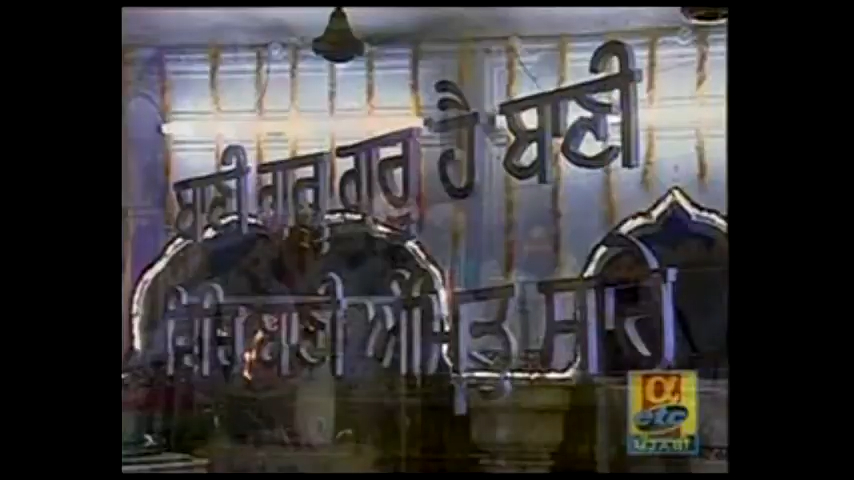 ਬਾਣੀ ਗੁਰੂ ਗੁਰੂ ਹੈ ਬਾਣੀ
ਵਿਚਿ ਬਾਣੀ ਅੰਮ੍ਰਿਤੁ ਸਾਰੇ
α
etc